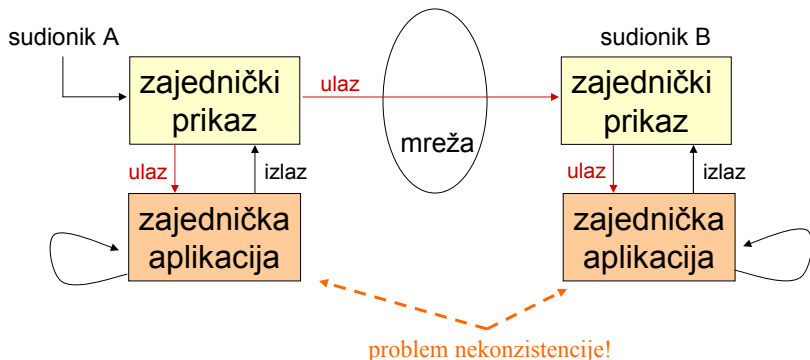 sudionik A
sudionik B
zajednički
prikaz
ulaz
mreža
zajednički
prikaz
ulaz
izlaz
ulaz
izlaz
zajednička
aplikacija
zajednička
aplikacija
problem nekonzistencije!